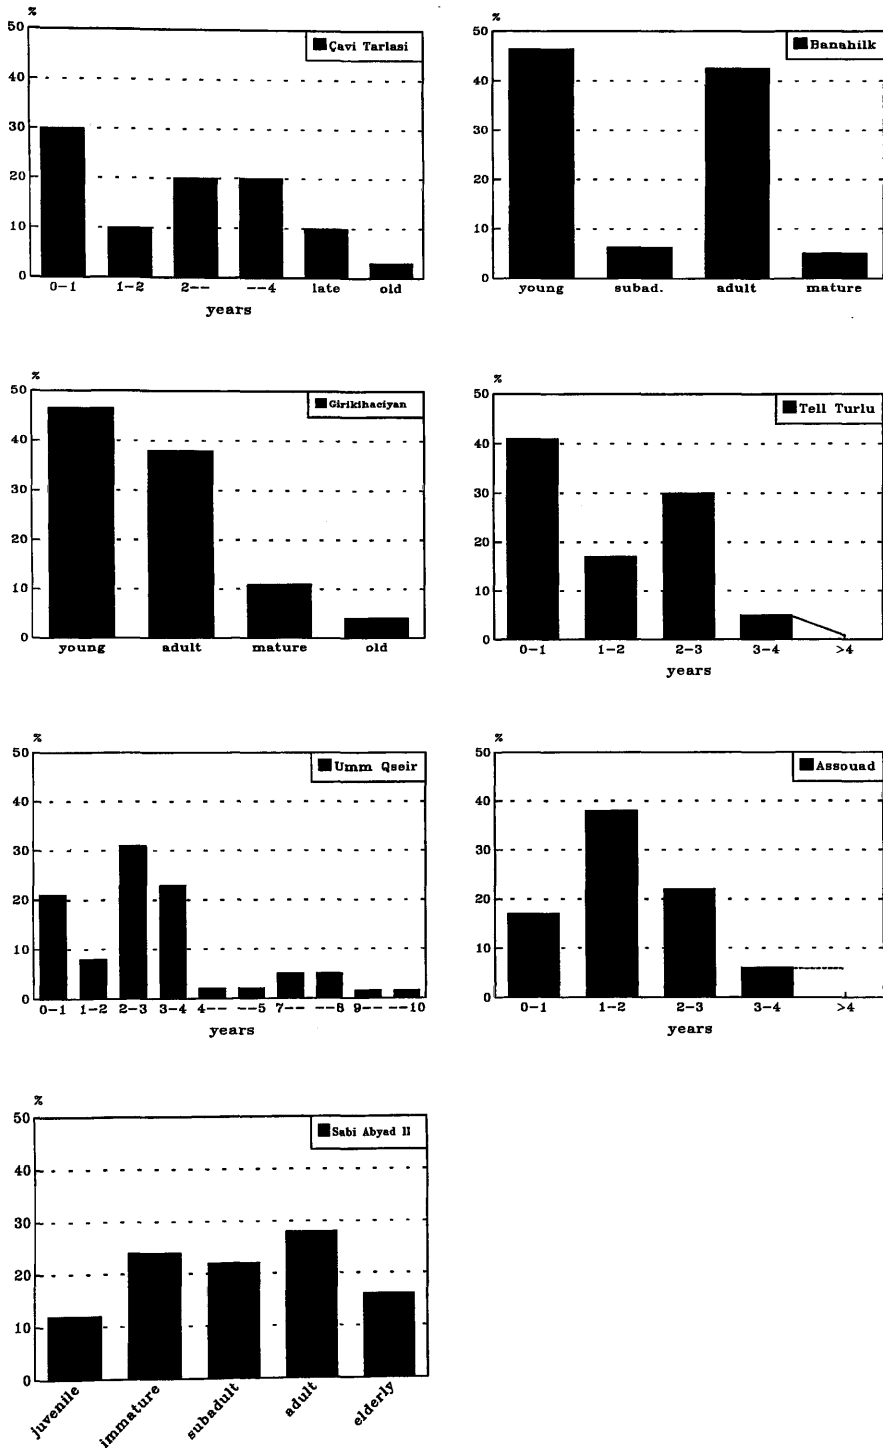 %
50
Çavi Tarlasi
40
30
20
10
0
0-1 1-2 2-- --4 late old
years
%
50
Banahilk
40
30
20
10
0
young subad. adult mature
%
50
Girikihaciyan
40
30
20
10
0
young adult mature old
%
50
Tell Turlu
40
30
20
10
0
0-1 1-2 2-3 3-4 >4
years
%
50
Umm Qseir
40
30
20
10
0
0-1 1-2 2-3 3-4 4-- --5 7-- --8 9-- --10
years
%
50
Assouad
40
30
20
10
0
0-1 1-2 2-3 3-4 >4
years
%
50
Sabi Abyad II
40
30
20
10
0
juvenile immature subadult adult elderly